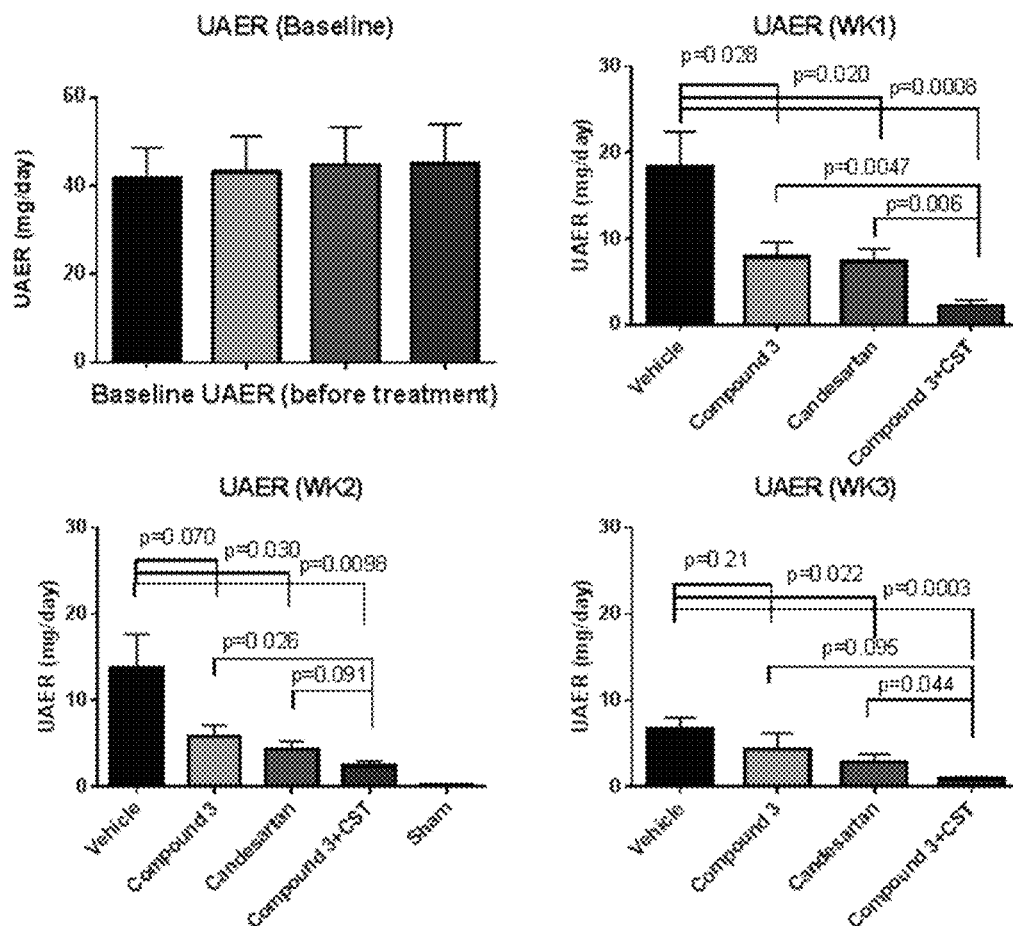 UAER (Baseline)
UAER (mg/day)
60
40
20
0
Baseline UAER (before treatment)
UAER (WK1)
UAER (mg/day)
30
20
10
0
p=0.028
p=0.020
p=0.0008
p=0.0047
p=0.006
Vehicle
Compound 3
Candesartan
Compound 3+CST
UAER (WK2)
UAER (mg/day)
30
20
10
0
p=0.070
p=0.030
p=0.0098
p=0.026
p=0.091
Vehicle
Compound 3
Candesartan
Compound 3+CST
Sham
UAER (WK3)
UAER (mg/day)
30
20
10
0
p=0.21
p=0.022
p=0.0003
p=0.095
p=0.044
Vehicle
Compound 3
Candesartan
Compound 3+CST